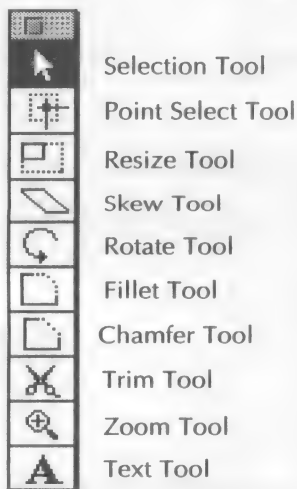 Selection Tool
Point Select Tool
Resize Tool
Skew Tool
Rotate Tool
Fillet Tool
Chamfer Tool
Trim Tool
Zoom Tool
A Text Tool